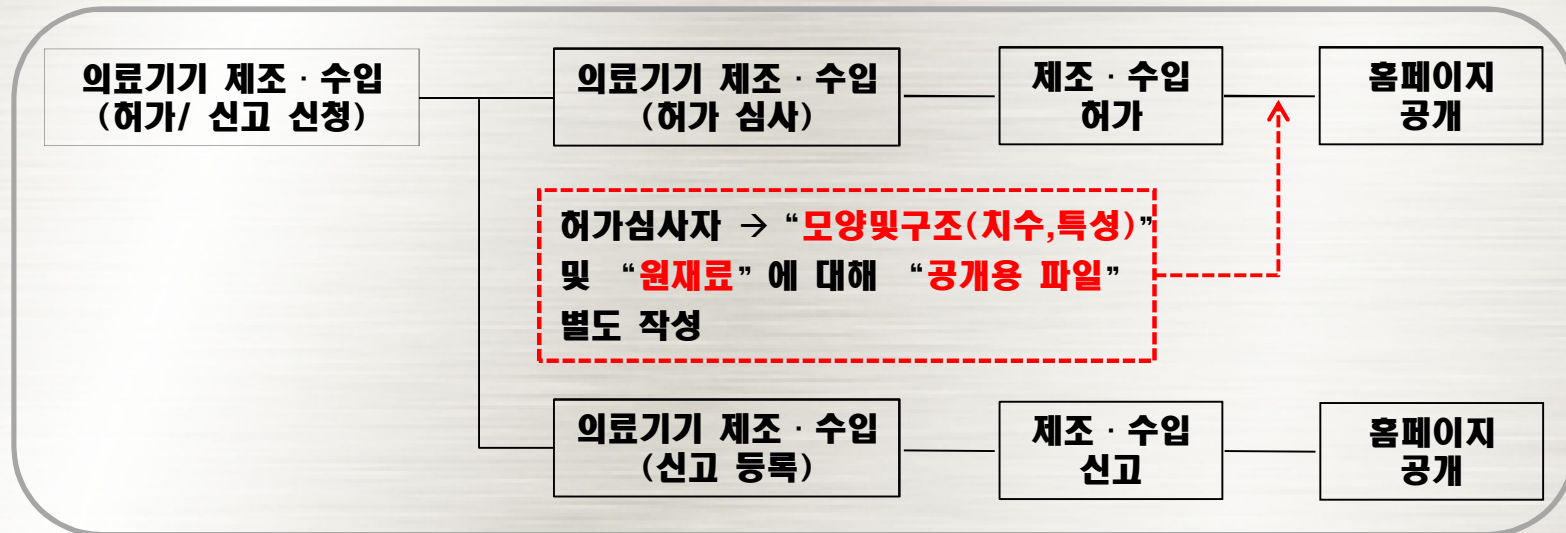 의료기기 제조 · 수입
(허가/ 신고 신청)
의료기기 제조 · 수입
(허가 심사)
제조 · 수입
허가
홈페이지
공개
허가심사자 → “모양및구조(치수,특성)”
및 “원재료” 에 대해 “공개용 파일”
별도 작성
의료기기 제조 · 수입
(신고 등록)
제조 · 수입
신고
홈페이지
공개